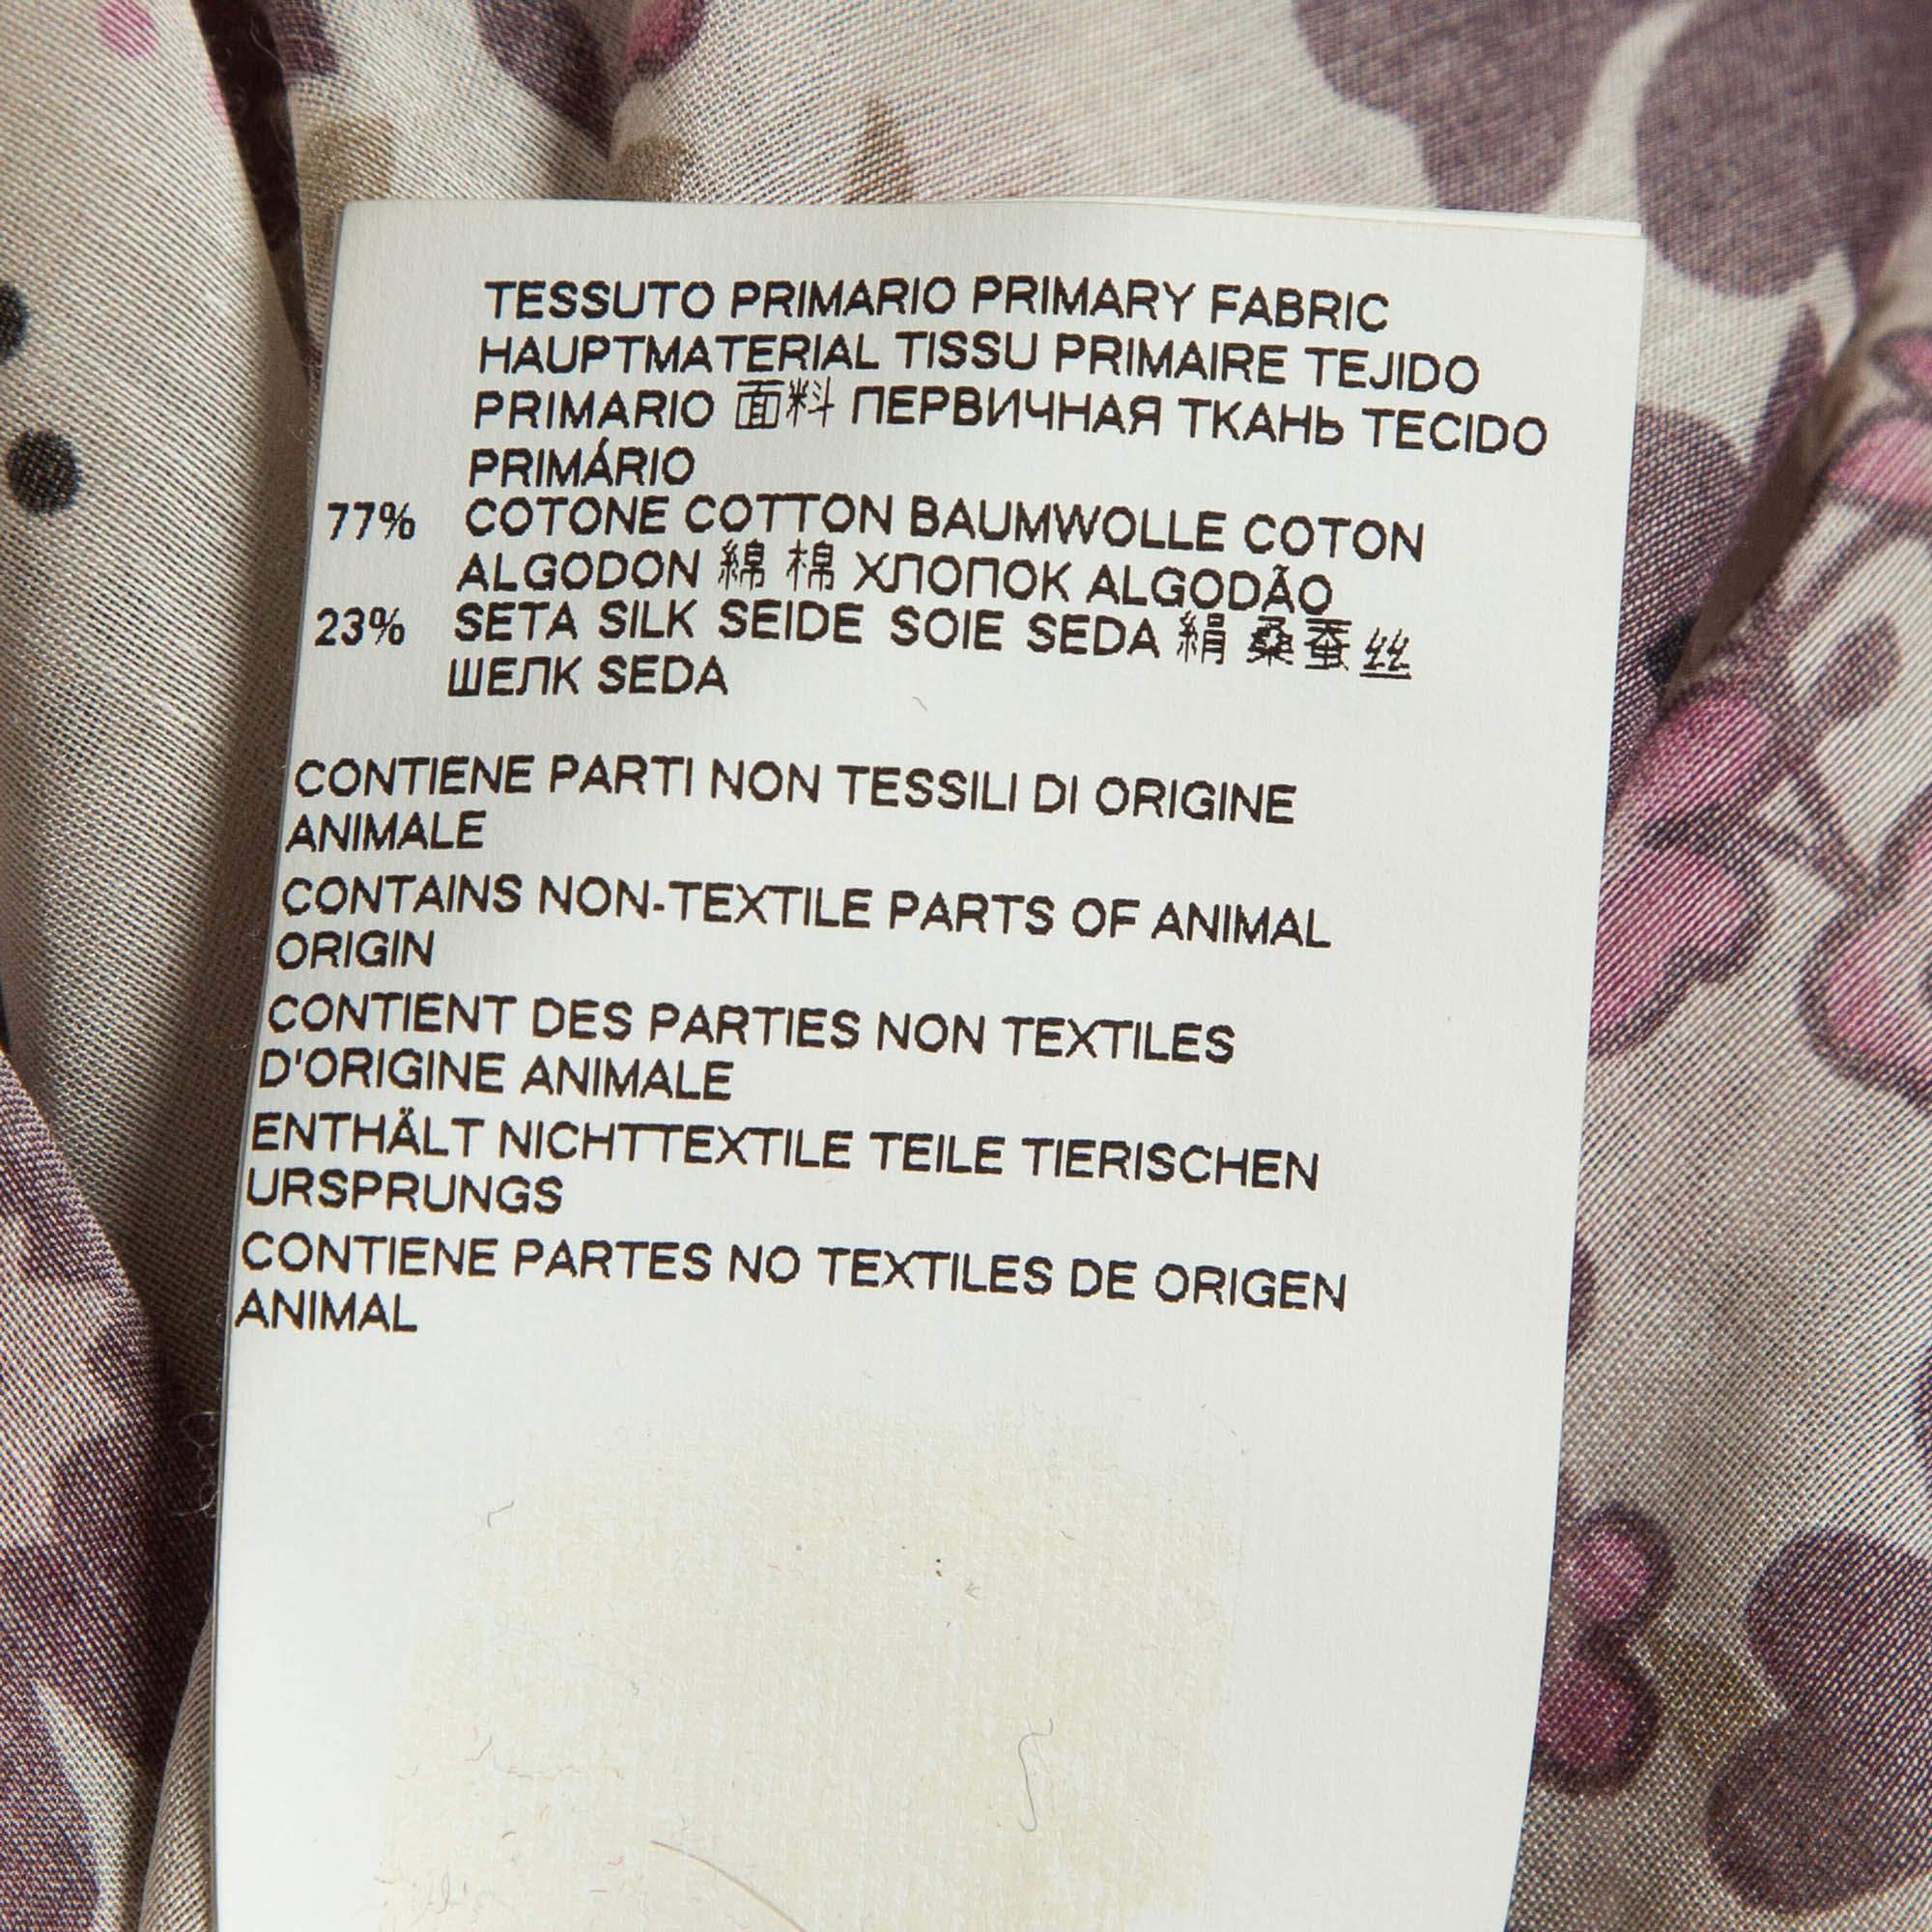 TESSUTO PRIMARIO PRIMARY FABRIC
HAUPTMATERIAL TISSU PRIMAIRE TEJIDO
PRIMARIO 面料 ПЕРВИЧНАЯ ТКАНЬ TECIDO
PRIMÁRIO
77% COTONE COTTON BAUMWOLLE COTON
ALGODON 綿 棉 ХЛОПОК ALGODÃO
23% SETA SILK SEIDE SOIE SEDA 絹 桑蚕丝
ШЕЛК SEDA
CONTIENE PARTI NON TESSILI DI ORIGINE
ANIMALE
CONTAINS NON-TEXTILE PARTS OF ANIMAL
ORIGIN
CONTIENT DES PARTIES NON TEXTILES
D'ORIGINE ANIMALE
ENTHÄLT NICHTTEXTILE TEILE TIERISCHEN
URSPRUNGS
CONTIENE PARTES NO TEXTILES DE ORIGEN
ANIMAL